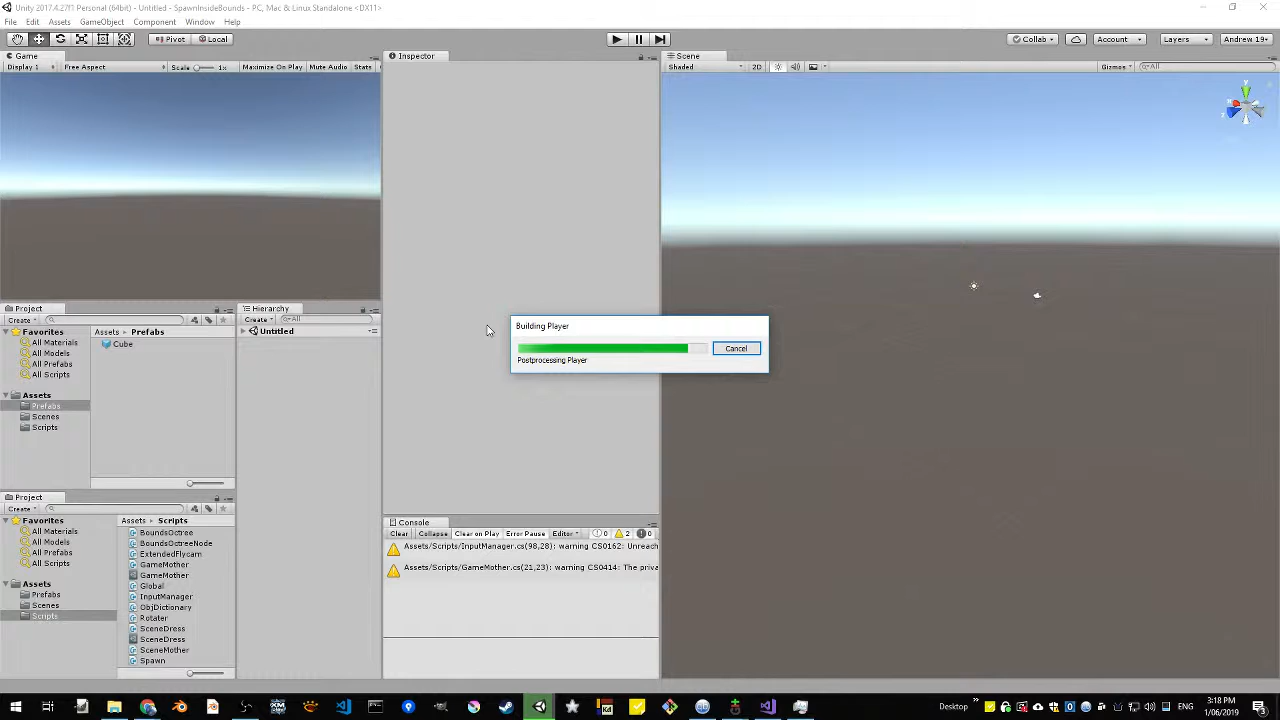 Unity 2017.4.27f1 Personal (64bit) - Untitled - SpawnInsideBounds - PC, Mac & Linux Standalone <DX11>
File Edit Assets GameObject Component Window Help
Pivot Local Collab Account Layers Andrew 19
Game
Display 1 Free Aspect Scale 1x Maximize On Play Mute Audio Stats
Inspector
Scene
Shaded 2D Gizmos All
y
x
z
Building Player
Cancel
Postprocessing Player
Project
Create
Favorites
All Materials
All Models
All Prefabs
All Scripts
Assets
Prefabs
Scenes
Scripts
Assets Prefabs
Cube
Hierarchy
Create All
Untitled
Project
Create
Favorites
All Materials
All Models
All Prefabs
All Scripts
Assets
Prefabs
Scenes
Scripts
Assets Scripts
BoundsOctree
BoundsOctreeNode
ExtendedFlycam
GameMother
GameMother
Global
InputManager
ObjDictionary
Rotater
SceneDress
SceneDress
SceneMother
Spawn
Console
Clear Collapse Clear on Play Error Pause Editor 0 2 0
Assets/Scripts/InputManager.cs(98,28): warning CS0162: Unreach
Assets/Scripts/GameMother.cs(21,23): warning CS0414: The priva
Desktop ENG 3:18 PM
1/06/2019